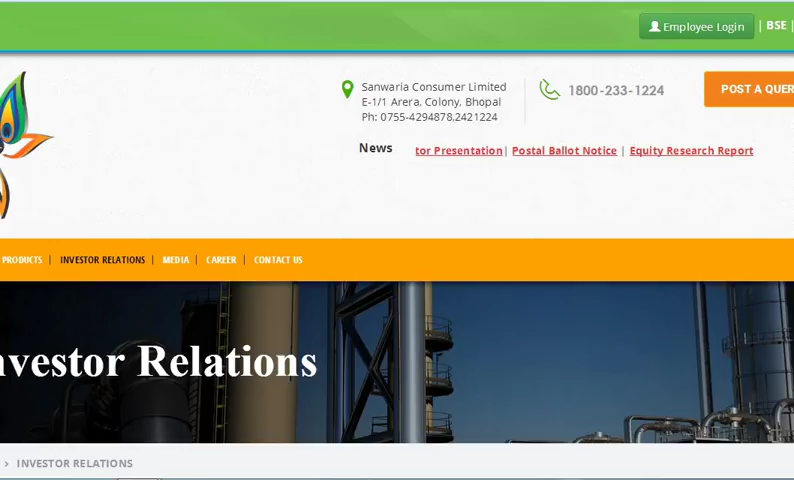 Employee Login | BSE |
Sanwaria Consumer Limited
E-1/1 Arera, Colony, Bhopal
Ph: 0755-4294878,2421224
1800-233-1224
POST A QUER
News
tor Presentation | Postal Ballot Notice | Equity Research Report
PRODUCTS | INVESTOR RELATIONS | MEDIA | CAREER | CONTACT US
nvestor Relations
> INVESTOR RELATIONS